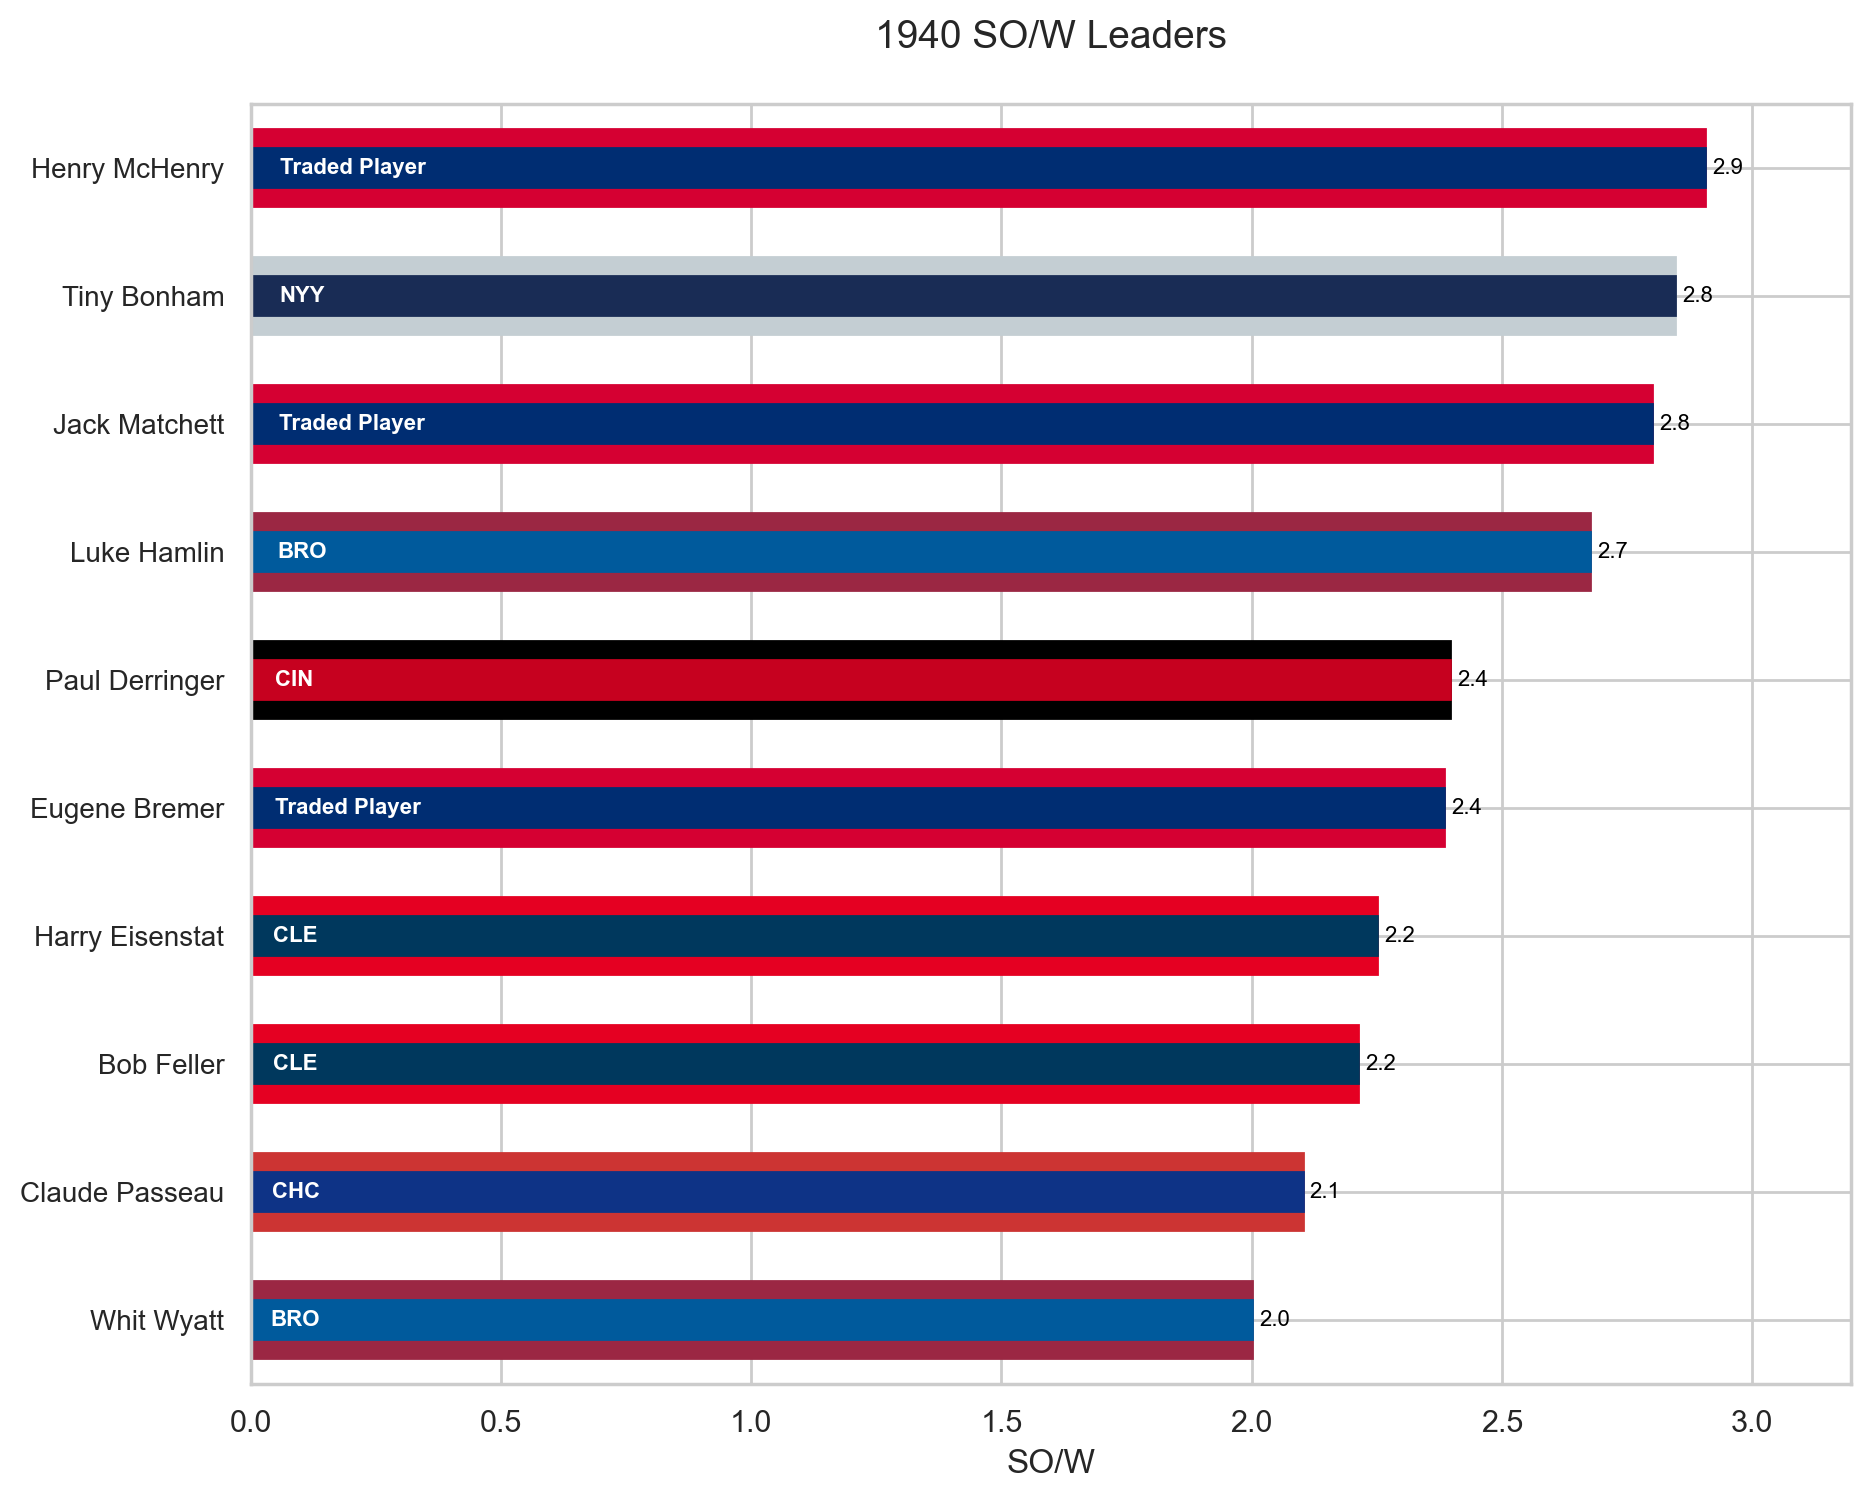 1940 SO/W Leaders
Henry McHenry
Traded Player
2.9
Tiny Bonham
NYY
2.8
Jack Matchett
Traded Player
2.8
Luke Hamlin
BRO
2.7
Paul Derringer
CIN
2.4
Eugene Bremer
Traded Player
2.4
Harry Eisenstat
CLE
2.2
Bob Feller
CLE
2.2
Claude Passeau
CHC
2.1
Whit Wyatt
BRO
2.0
0.0 0.5 1.0 1.5 2.0 2.5 3.0
SO/W